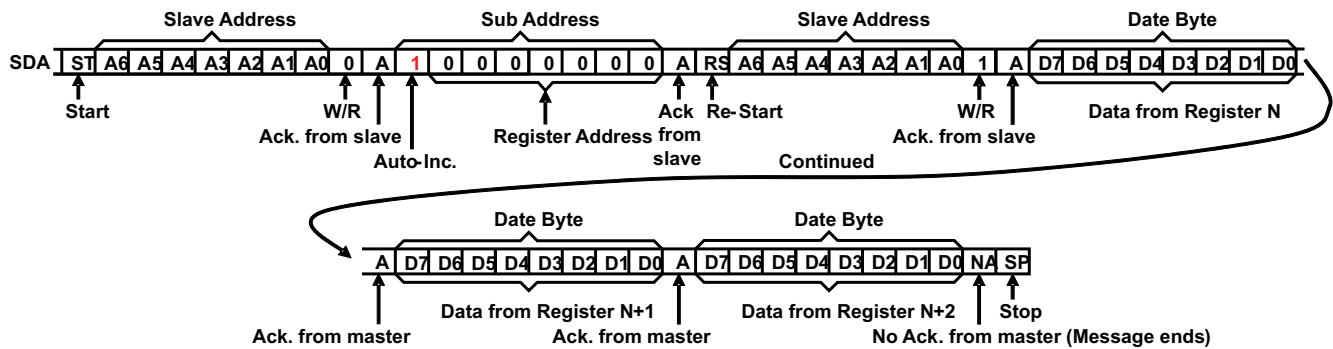 Slave Address Sub Address Slave Address Date Byte
SDA ST A6 A5 A4 A3 A2 A1 A0 0 A 1 0 0 0 0 0 0 0 A RS A6 A5 A4 A3 A2 A1 A0 1 A D7 D6 D5 D4 D3 D2 D1 D0
Start W/R Ack Re-Start W/R Data from Register N
Ack. from slave Register Address from Ack. from slave
Auto-Inc. slave Continued
Date Byte Date Byte
A D7 D6 D5 D4 D3 D2 D1 D0 A D7 D6 D5 D4 D3 D2 D1 D0 NA SP
Data from Register N+1 Data from Register N+2 Stop
Ack. from master Ack. from master No Ack. from master (Message ends)